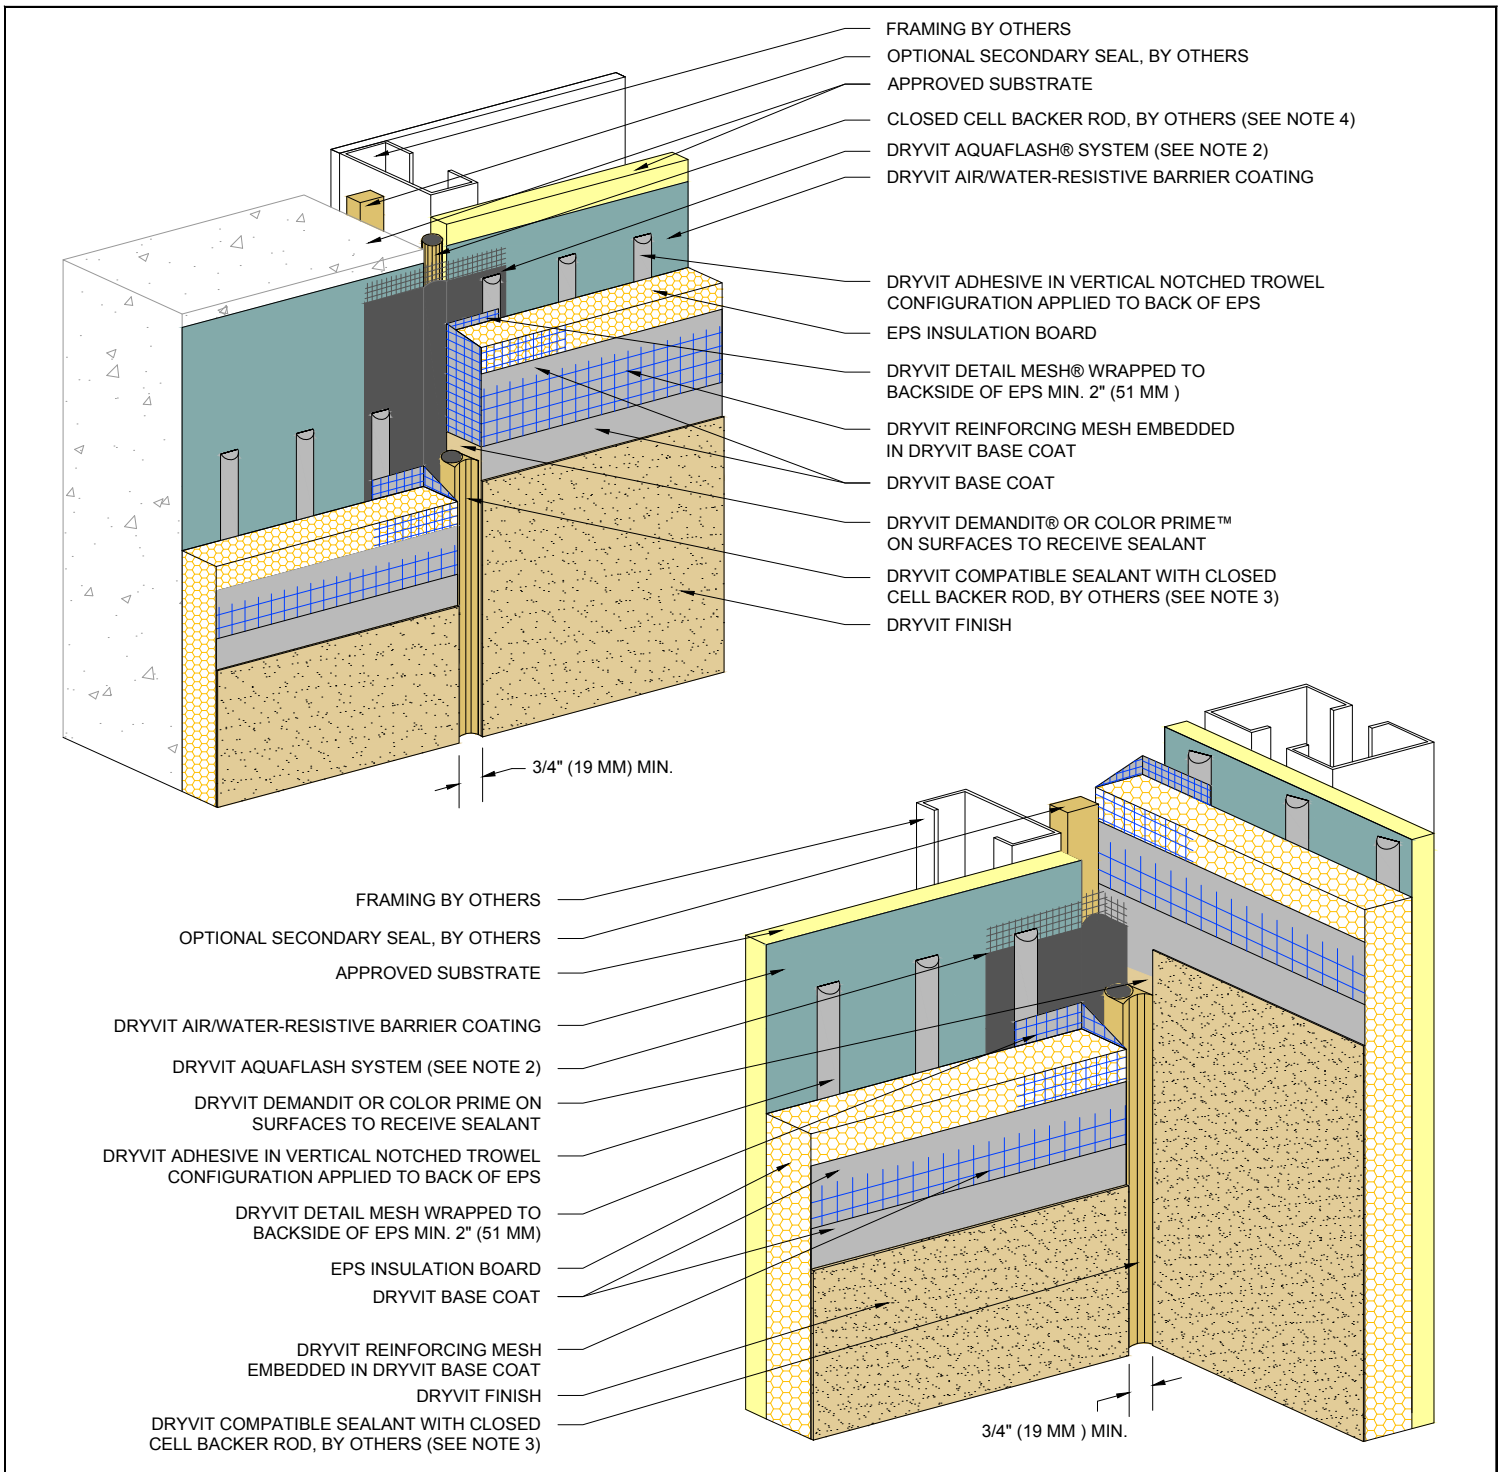 FRAMING BY OTHERS
OPTIONAL SECONDARY SEAL, BY OTHERS
APPROVED SUBSTRATE
CLOSED CELL BACKER ROD, BY OTHERS (SEE NOTE 4)
DRYVIT AQUAFLASH® SYSTEM (SEE NOTE 2)
DRYVIT AIR/WATER-RESISTIVE BARRIER COATING
DRYVIT ADHESIVE IN VERTICAL NOTCHED TROWEL
CONFIGURATION APPLIED TO BACK OF EPS
EPS INSULATION BOARD
DRYVIT DETAIL MESH® WRAPPED TO
BACKSIDE OF EPS MIN. 2" (51 MM )
DRYVIT REINFORCING MESH EMBEDDED
IN DRYVIT BASE COAT
DRYVIT BASE COAT
DRYVIT DEMANDIT® OR COLOR PRIME™
ON SURFACES TO RECEIVE SEALANT
DRYVIT COMPATIBLE SEALANT WITH CLOSED
CELL BACKER ROD, BY OTHERS (SEE NOTE 3)
DRYVIT FINISH
3/4" (19 MM) MIN.
FRAMING BY OTHERS
OPTIONAL SECONDARY SEAL, BY OTHERS
APPROVED SUBSTRATE
DRYVIT AIR/WATER-RESISTIVE BARRIER COATING
DRYVIT AQUAFLASH SYSTEM (SEE NOTE 2)
DRYVIT DEMANDIT OR COLOR PRIME ON
SURFACES TO RECEIVE SEALANT
DRYVIT ADHESIVE IN VERTICAL NOTCHED TROWEL
CONFIGURATION APPLIED TO BACK OF EPS
DRYVIT DETAIL MESH WRAPPED TO
BACKSIDE OF EPS MIN. 2" (51 MM)
EPS INSULATION BOARD
DRYVIT BASE COAT
DRYVIT REINFORCING MESH
EMBEDDED IN DRYVIT BASE COAT
DRYVIT FINISH
DRYVIT COMPATIBLE SEALANT WITH CLOSED
CELL BACKER ROD, BY OTHERS (SEE NOTE 3)
3/4" (19 MM ) MIN.